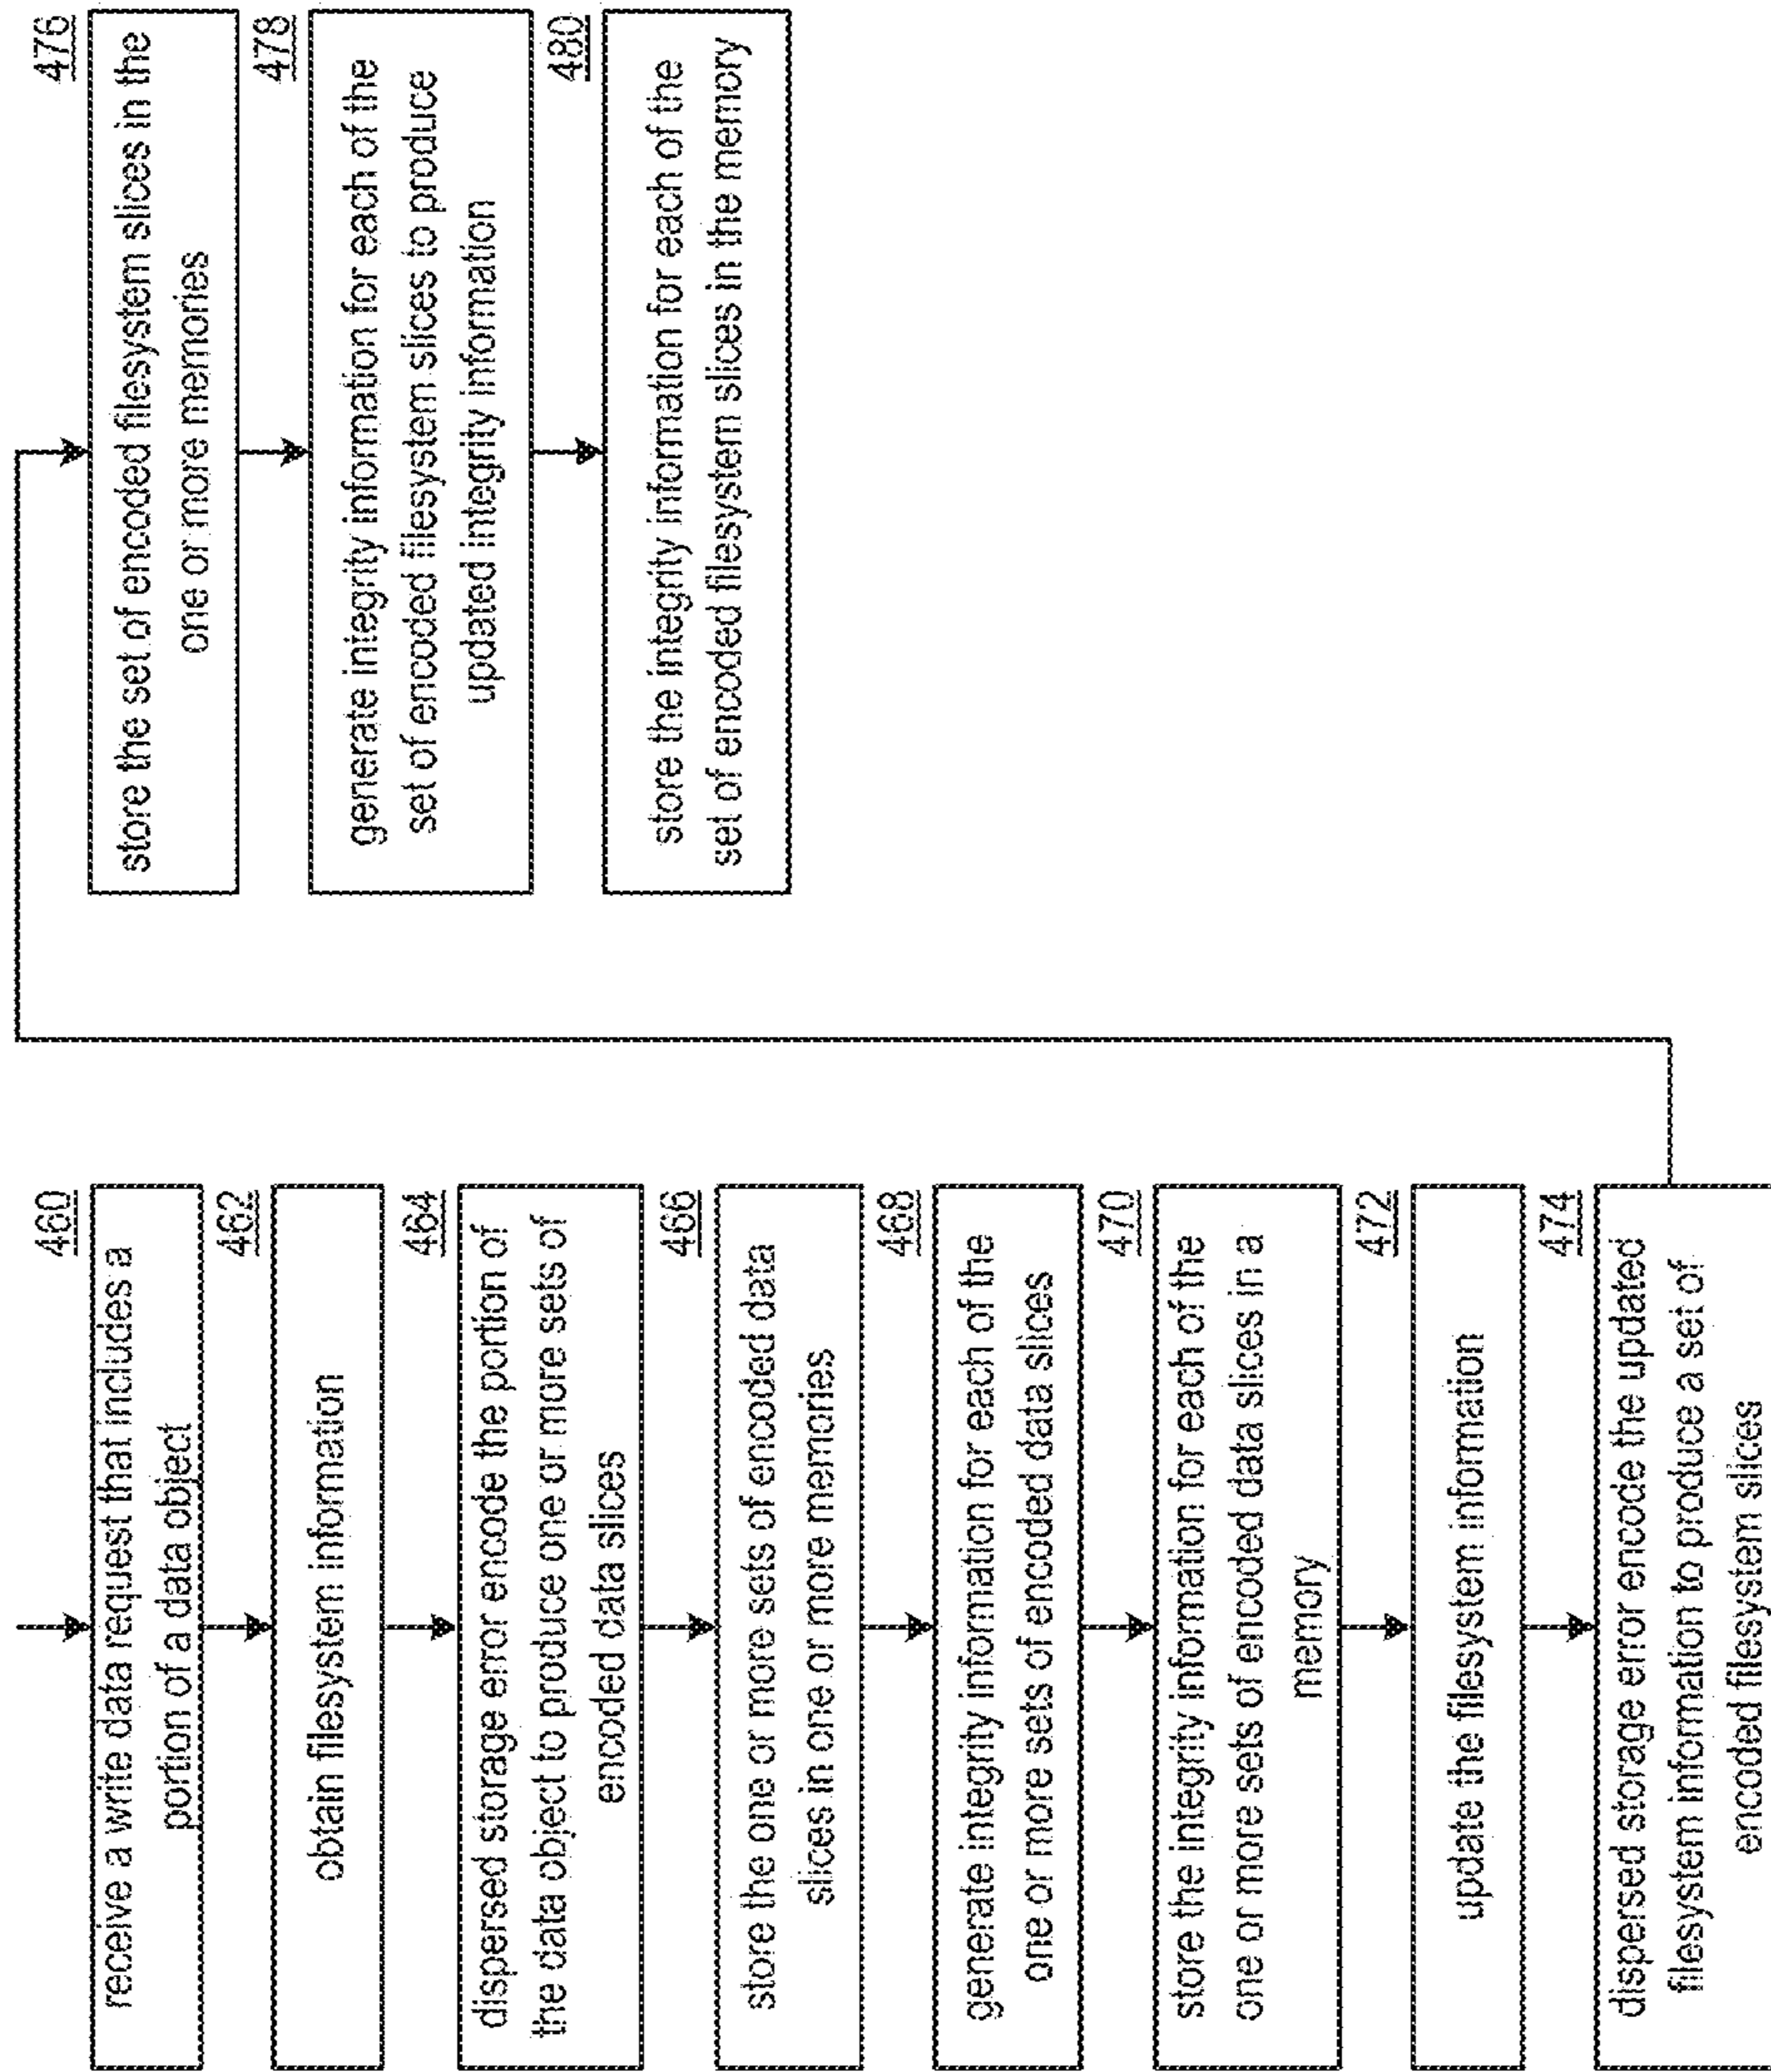 460
receive a write data request that includes a
portion of a data object
462
obtain filesystem information
464
dispersed storage error encode the portion of
the data object to produce one or more sets of
encoded data slices
466
store the one or more sets of encoded data
slices in one or more memories
468
generate integrity information for each of the
one or more sets of encoded data slices
470
store the integrity information for each of the
one or more sets of encoded data slices in a
memory
472
update the filesystem information
474
dispersed storage error encode the updated
filesystem information to produce a set of
encoded filesystem slices
476
store the set of encoded filesystem slices in the
one or more memories
478
generate integrity information for each of the
set of encoded filesystem slices to produce
updated integrity information
480
store the integrity information for each of the
set of encoded filesystem slices in the memory